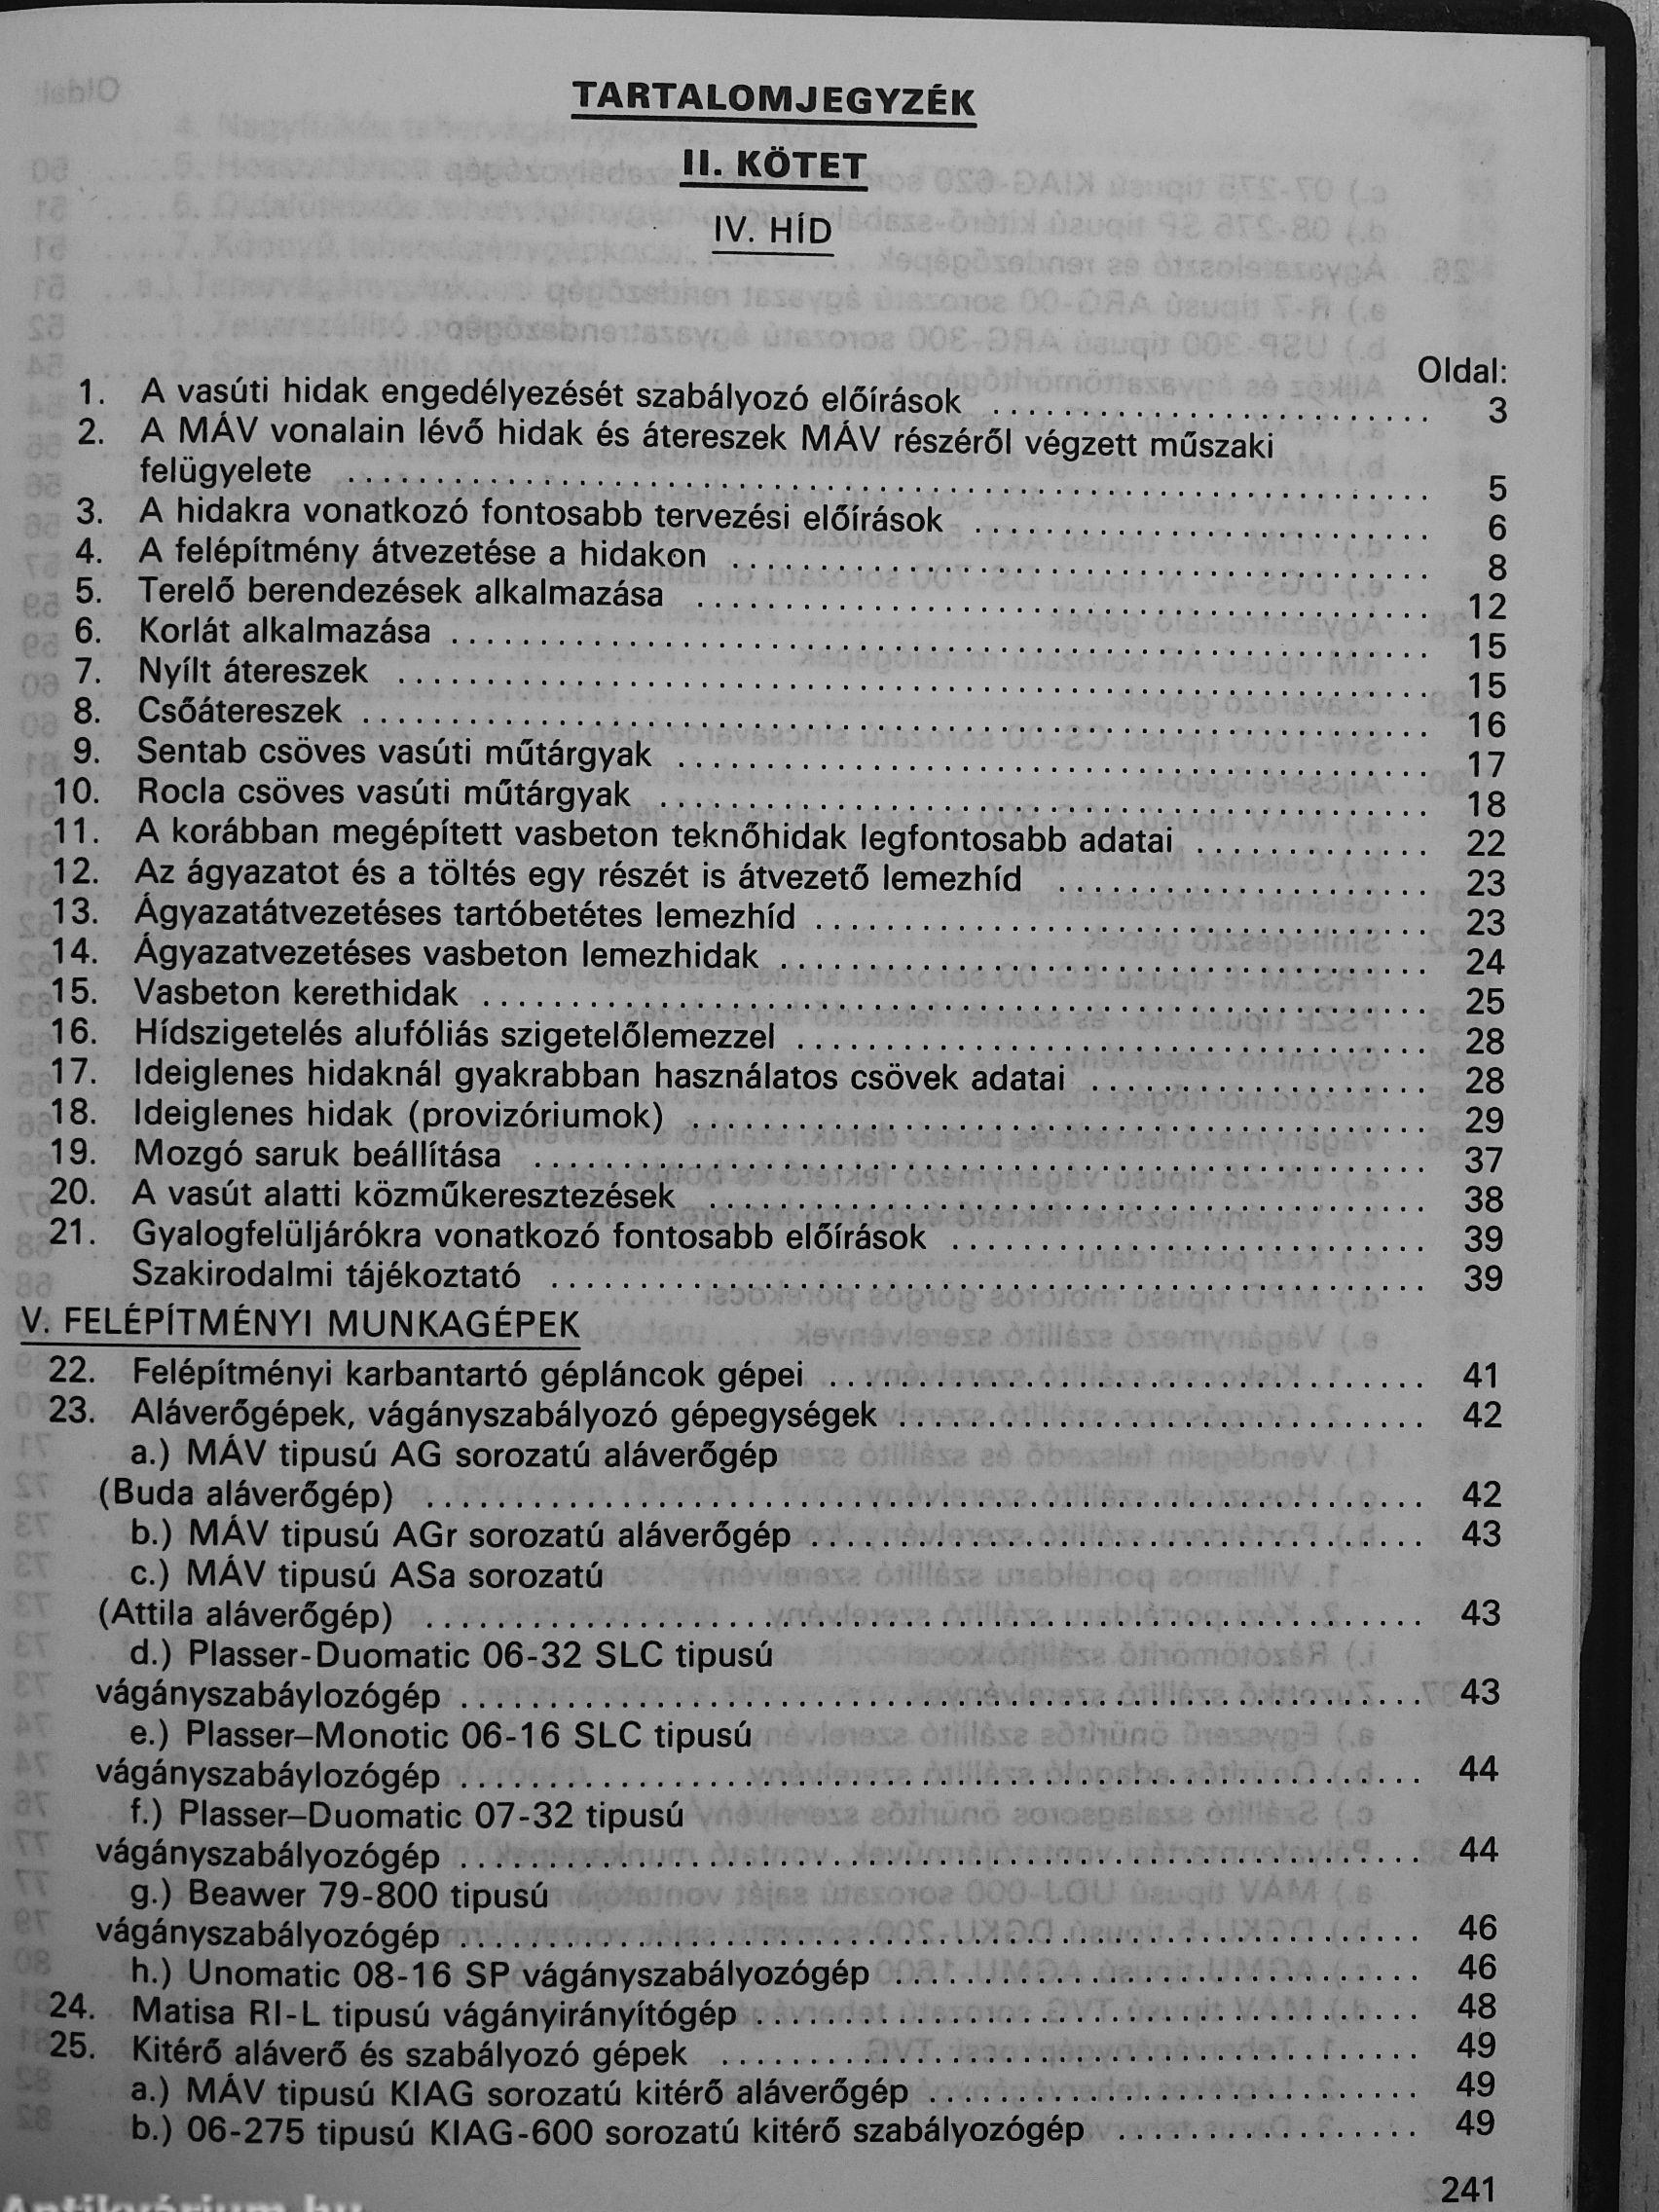 TARTALOMJEGYZÉK
II. KÖTET
IV. HÍD
Oldal:
1. A vasúti hidak engedélyezését szabályozó előírások ........ 3
2. A MÁV vonalain lévő hidak és átereszek MÁV részéről végzett műszaki
felügyelete ........ 5
3. A hidakra vonatkozó fontosabb tervezési előírások ........ 6
4. A felépítmény átvezetése a hidakon ........ 8
5. Terelő berendezések alkalmazása ........ 12
6. Korlát alkalmazása ........ 15
7. Nyílt átereszek ........ 15
8. Csőátereszek ........ 16
9. Sentab csöves vasúti műtárgyak ........ 17
10. Rocla csöves vasúti műtárgyak ........ 18
11. A korábban megépített vasbeton teknőhidak legfontosabb adatai ........ 22
12. Az ágyazatot és a töltés egy részét is átvezető lemezhíd ........ 23
13. Ágyazatátvezetéses tartóbetétes lemezhíd ........ 23
14. Ágyazatvezetéses vasbeton lemezhidak ........ 24
15. Vasbeton kerethidak ........ 25
16. Hídszigetelés alufóliás szigetelőlemezzel ........ 28
17. Ideiglenes hidaknál gyakrabban használatos csövek adatai ........ 28
18. Ideiglenes hidak (provizóriumok) ........ 29
19. Mozgó saruk beállítása ........ 37
20. A vasút alatti közműkeresztezések ........ 38
21. Gyalogfelüljárókra vonatkozó fontosabb előírások ........ 39
Szakirodalmi tájékoztató ........ 39
V. FELÉPÍTMÉNYI MUNKAGÉPEK
22. Felépítményi karbantartó gépláncok gépei ........ 41
23. Aláverőgépek, vágányszabályozó gépegységek ........ 42
a.) MÁV tipusú AG sorozatú aláverőgép
(Buda aláverőgép) ........ 42
b.) MÁV tipusú AGr sorozatú aláverőgép ........ 43
c.) MÁV tipusú ASa sorozatú
(Attila aláverőgép) ........ 43
d.) Plasser-Duomatic 06-32 SLC tipusú
vágányszabáylozógép ........ 43
e.) Plasser–Monotic 06-16 SLC tipusú
vágányszabáylozógép ........ 44
f.) Plasser–Duomatic 07-32 tipusú
vágányszabályozógép ........ 44
g.) Beawer 79-800 tipusú
vágányszabályozógép ........ 46
h.) Unomatic 08-16 SP vágányszabályozógép ........ 46
24. Matisa RI-L tipusú vágányirányítógép ........ 48
25. Kitérő aláverő és szabályozó gépek ........ 49
a.) MÁV tipusú KIAG sorozatú kitérő aláverőgép ........ 49
b.) 06-275 tipusú KIAG-600 sorozatú kitérő szabályozógép ........ 49
241
Antikvárium.hu